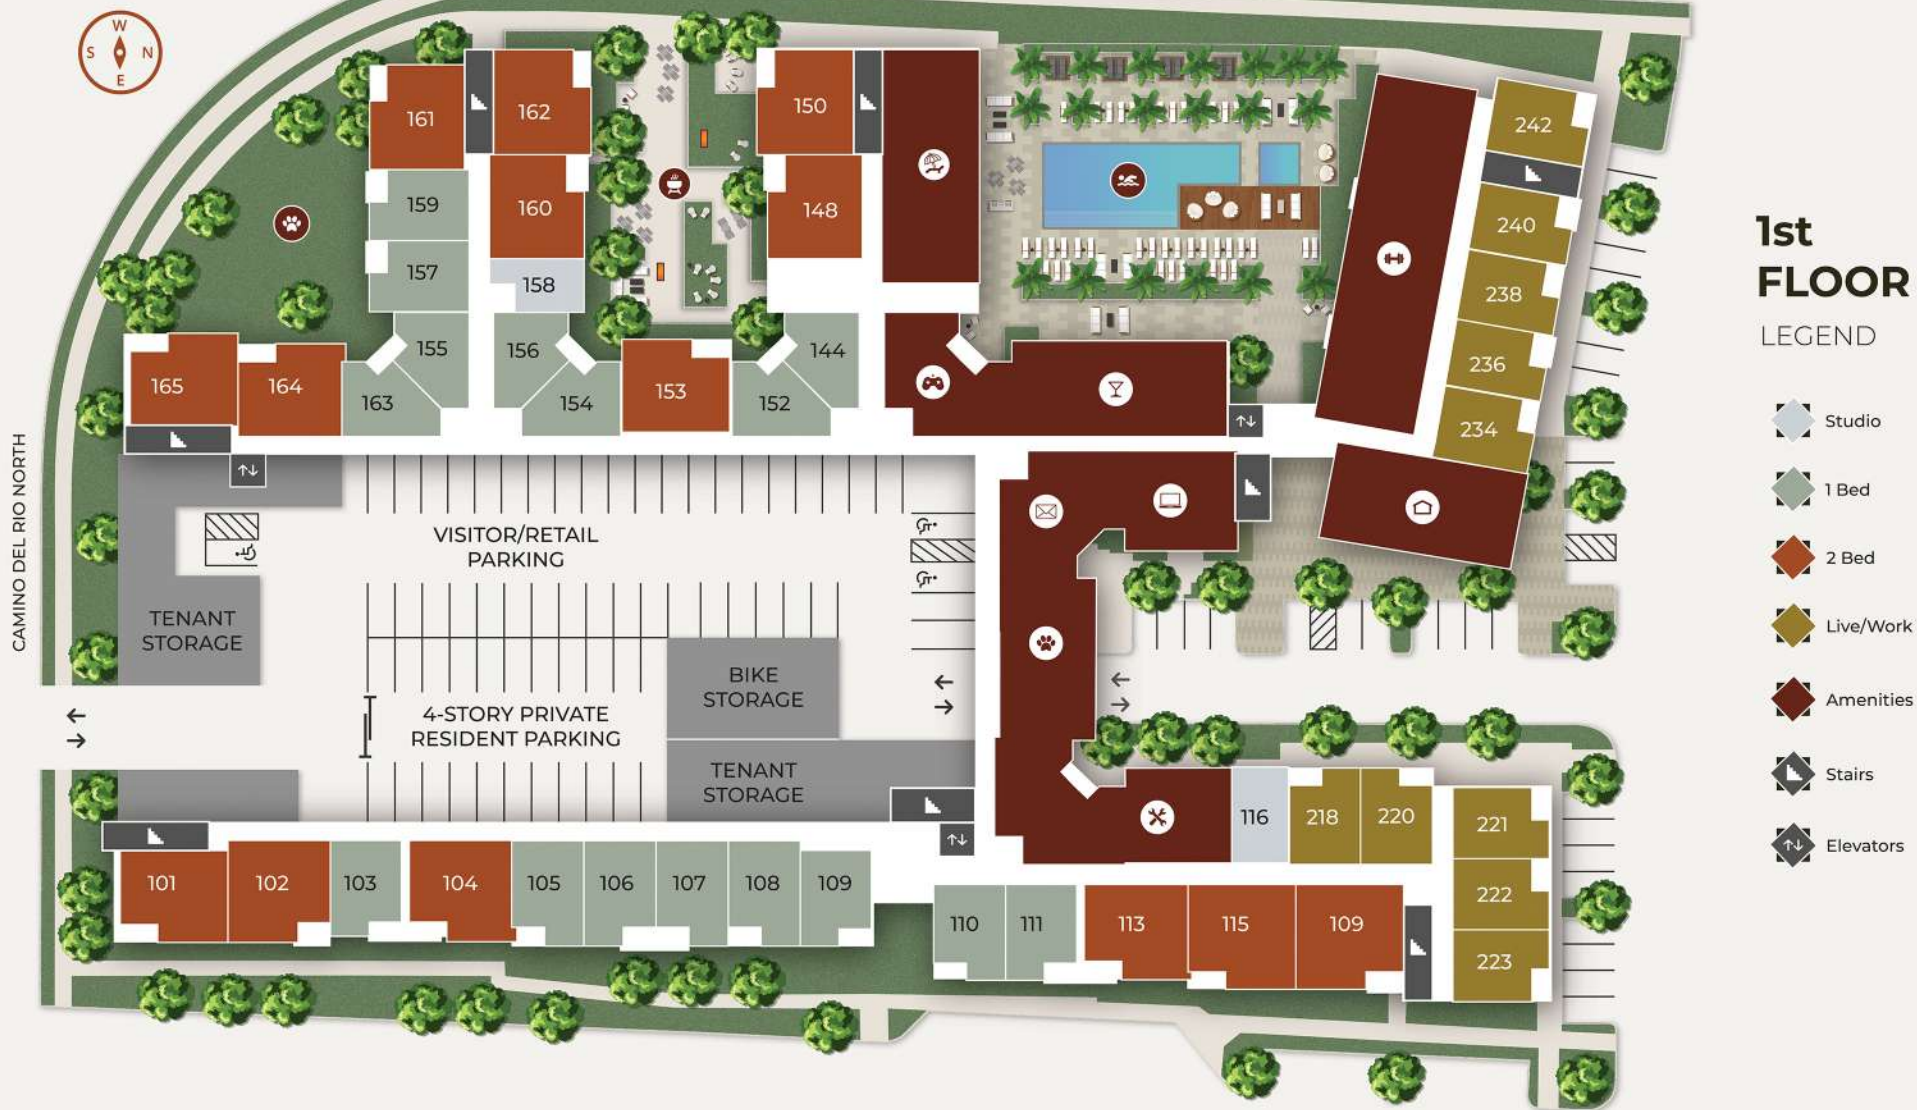 W
S N
E
161
162
150
242
159
160
148
240
157
158
238
155
156
144
236
165
164
163
154
153
152
234
CAMINO DEL RIO NORTH
VISITOR/RETAIL
PARKING
TENANT
STORAGE
BIKE
STORAGE
4-STORY PRIVATE
RESIDENT PARKING
TENANT
STORAGE
116
218
220
221
101
102
103
104
105
106
107
108
109
222
110
111
113
115
109
223
1st
FLOOR
LEGEND
Studio
1 Bed
2 Bed
Live/Work
Amenities
Stairs
Elevators